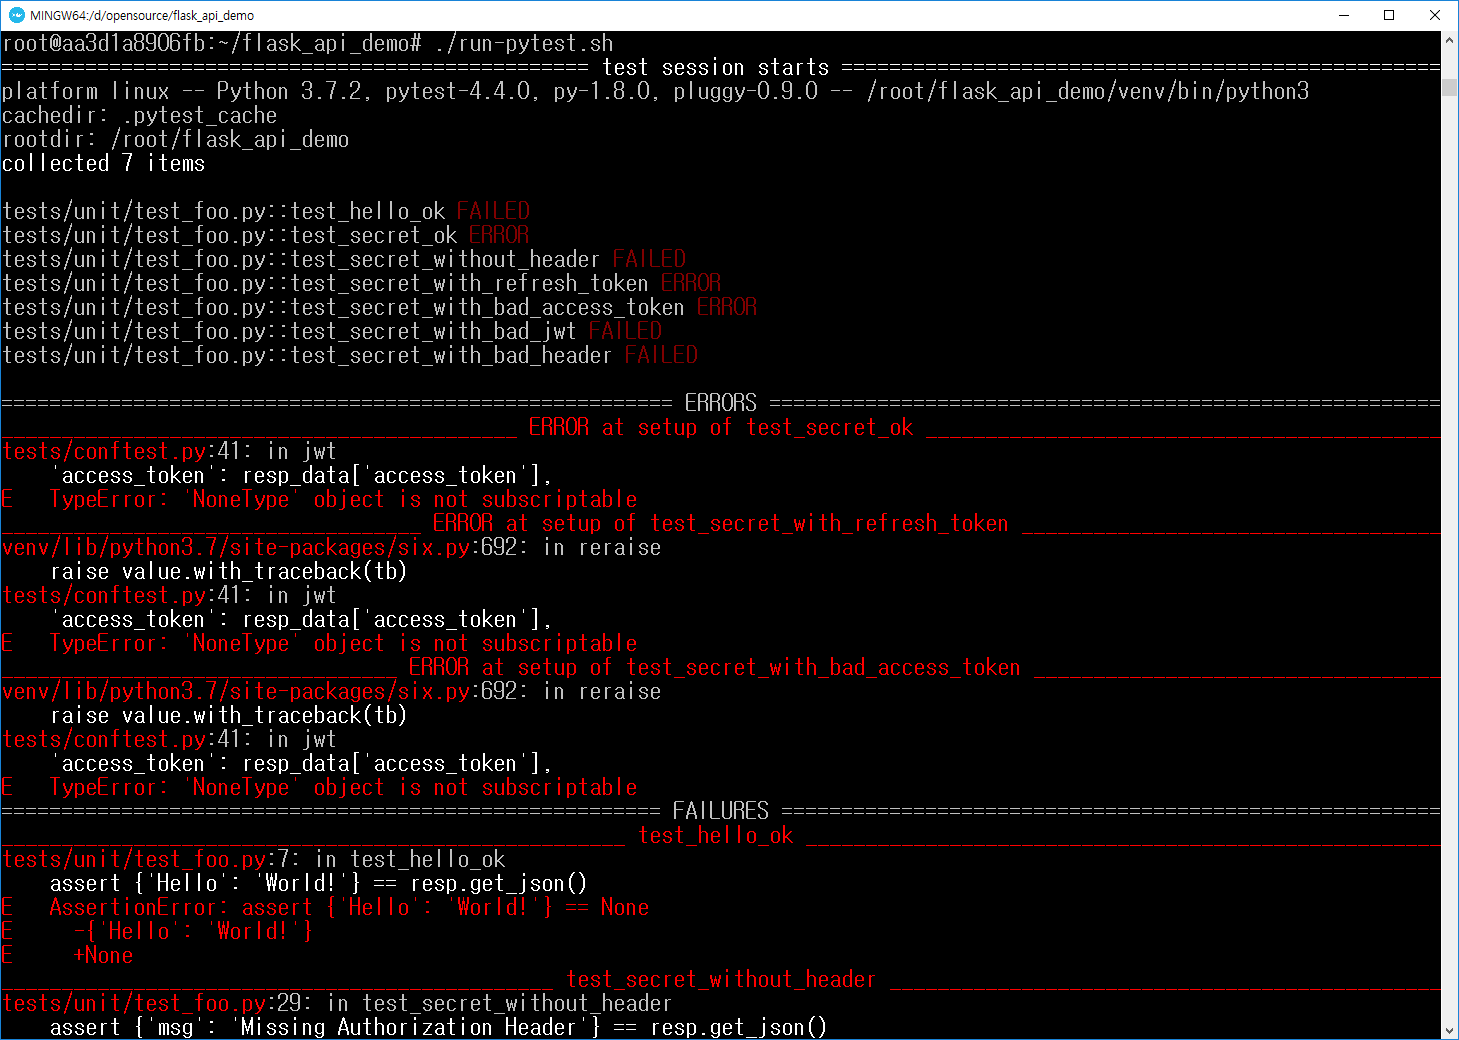 MINGW64:/d/opensource/flask_api_demo
root@aa3d1a8906fb:~/flask_api_demo# ./run-pytest.sh
=================================================== test session starts ==================================================
platform linux -- Python 3.7.2, pytest-4.4.0, py-1.8.0, pluggy-0.9.0 -- /root/flask_api_demo/venv/bin/python3
cachedir: .pytest_cache
rootdir: /root/flask_api_demo
collected 7 items
tests/unit/test_foo.py::test_hello_ok FAILED
tests/unit/test_foo.py::test_secret_ok ERROR
tests/unit/test_foo.py::test_secret_without_header FAILED
tests/unit/test_foo.py::test_secret_with_refresh_token ERROR
tests/unit/test_foo.py::test_secret_with_bad_access_token ERROR
tests/unit/test_foo.py::test_secret_with_bad_jwt FAILED
tests/unit/test_foo.py::test_secret_with_bad_header FAILED
======================================================== ERRORS ========================================================
___________________________________________ ERROR at setup of test_secret_ok ___________________________________________
tests/conftest.py:41: in jwt
    'access_token': resp_data['access_token'],
E   TypeError: 'NoneType' object is not subscriptable
___________________________________ ERROR at setup of test_secret_with_refresh_token ___________________________________
venv/lib/python3.7/site-packages/six.py:692: in reraise
    raise value.with_traceback(tb)
tests/conftest.py:41: in jwt
    'access_token': resp_data['access_token'],
E   TypeError: 'NoneType' object is not subscriptable
_________________________________ ERROR at setup of test_secret_with_bad_access_token __________________________________
venv/lib/python3.7/site-packages/six.py:692: in reraise
    raise value.with_traceback(tb)
tests/conftest.py:41: in jwt
    'access_token': resp_data['access_token'],
E   TypeError: 'NoneType' object is not subscriptable
======================================================= FAILURES =======================================================
____________________________________________________ test_hello_ok _____________________________________________________
tests/unit/test_foo.py:7: in test_hello_ok
    assert {'Hello': 'World!'} == resp.get_json()
E   AssertionError: assert {'Hello': 'World!'} == None
E     -{'Hello': 'World!'}
E     +None
______________________________________________ test_secret_without_header ______________________________________________
tests/unit/test_foo.py:29: in test_secret_without_header
    assert {'msg': 'Missing Authorization Header'} == resp.get_json()